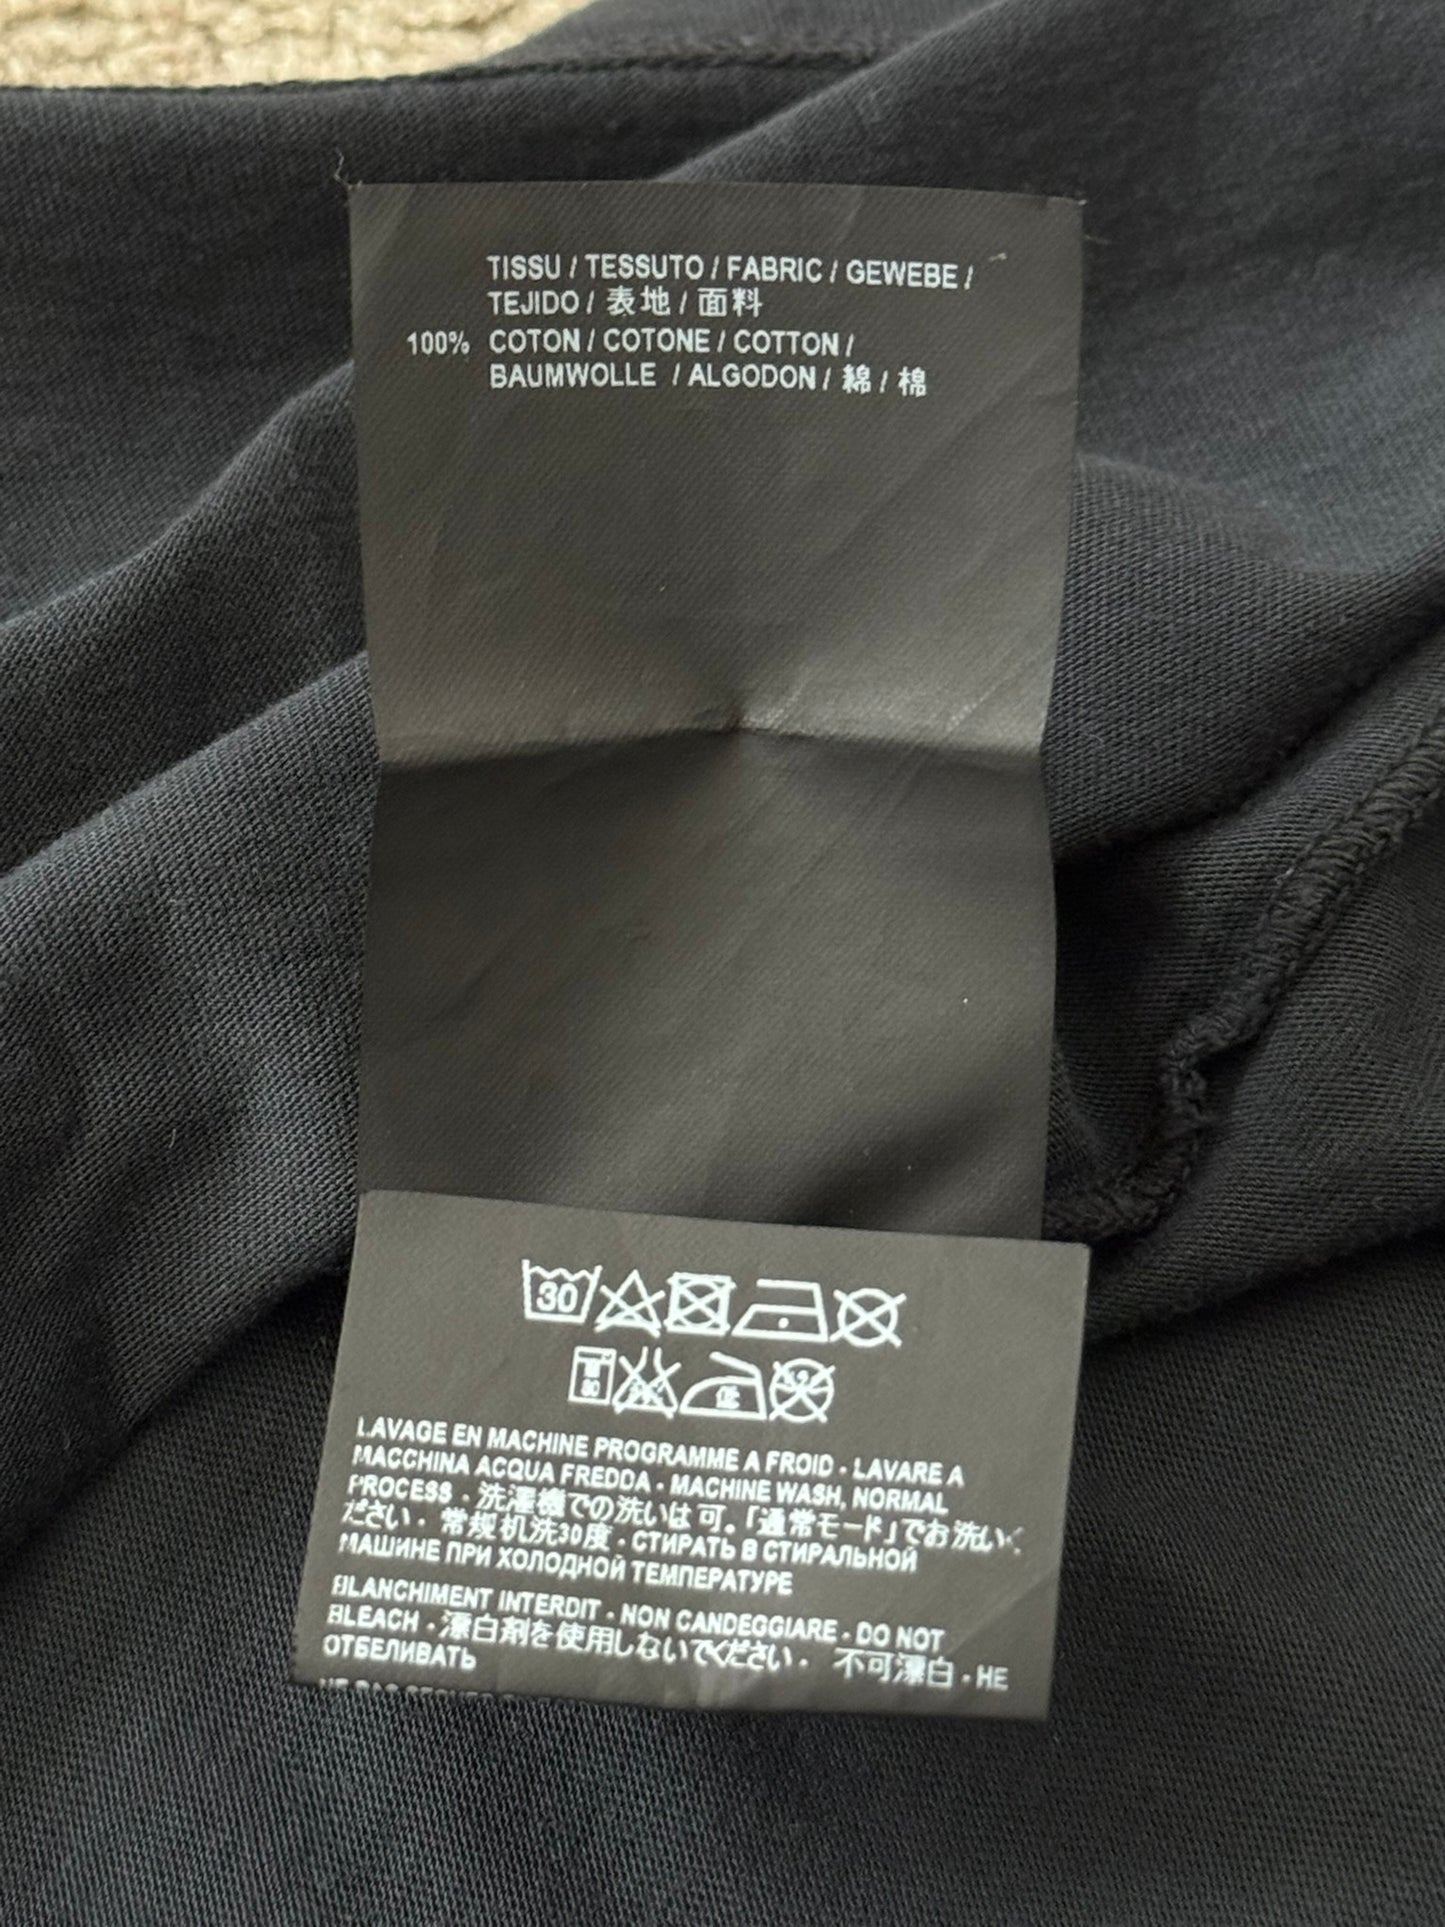 TISSU / TESSUTO / FABRIC / GEWEBE /
TEJIDO / 表地 / 面料
100% COTON / COTONE / COTTON /
BAUMWOLLE / ALGODON / 綿 / 棉
30
LAVAGE EN MACHINE PROGRAMME A FROID - LAVARE A
MACCHINA ACQUA FREDDA - MACHINE WASH, NORMAL
PROCESS - 洗濯機での洗いは可。「通常モード」でお洗いく
ださい - 常规机洗30度 - СТИРАТЬ В СТИРАЛЬНОЙ
МАШИНЕ ПРИ ХОЛОДНОЙ ТЕМПЕРАТУРЕ
BLANCHIMENT INTERDIT - NON CANDEGGIARE - DO NOT
BLEACH - 漂白剤を使用しないでください - 不可漂白 - НЕ
ОТБЕЛИВАТЬ